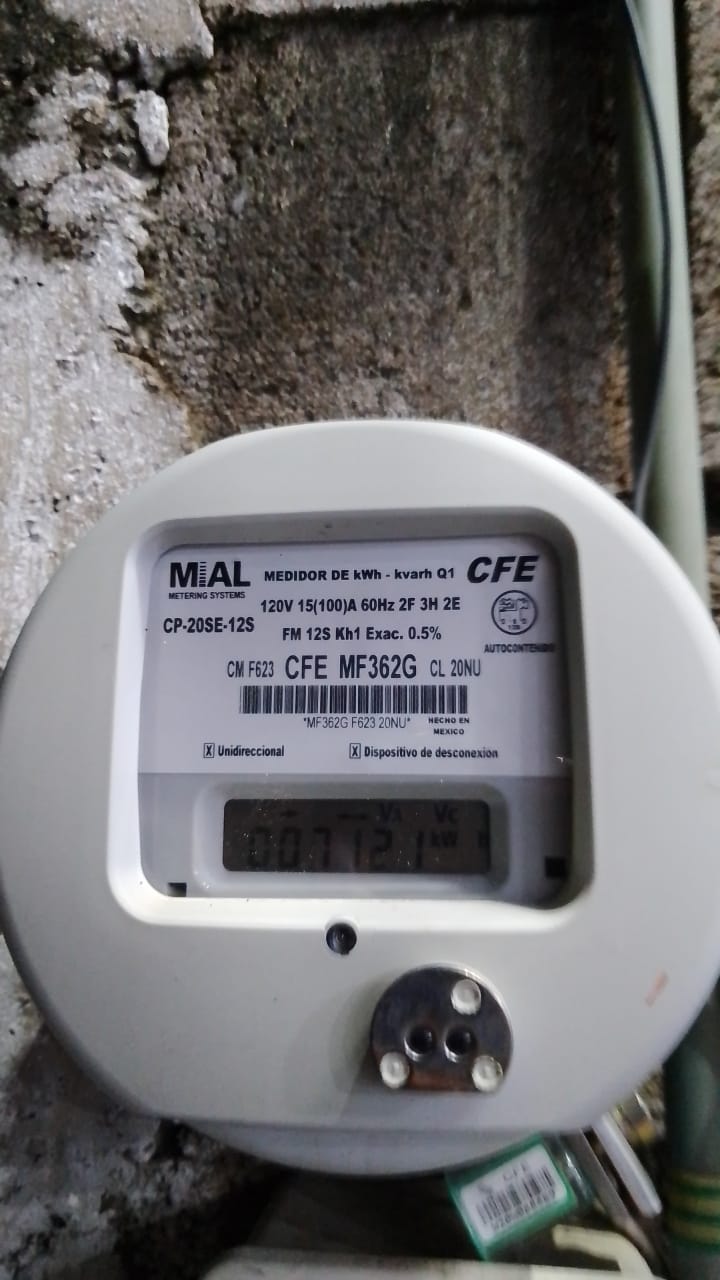 MIAL
METERING SYSTEMS
MEDIDOR DE kWh - kvarh Q1
CFE
120V 15(100)A 60Hz 2F 3H 2E
CP-20SE-12S
FM 12S Kh1 Exac. 0.5%
AUTOCONTENIDO
CM F623 CFE MF362G CL 20NU
*MF362G F623 20NU*
HECHO EN
MEXICO
X Unidireccional
X Dispositivo de desconexion
VA VC
007121 kW h
CFE